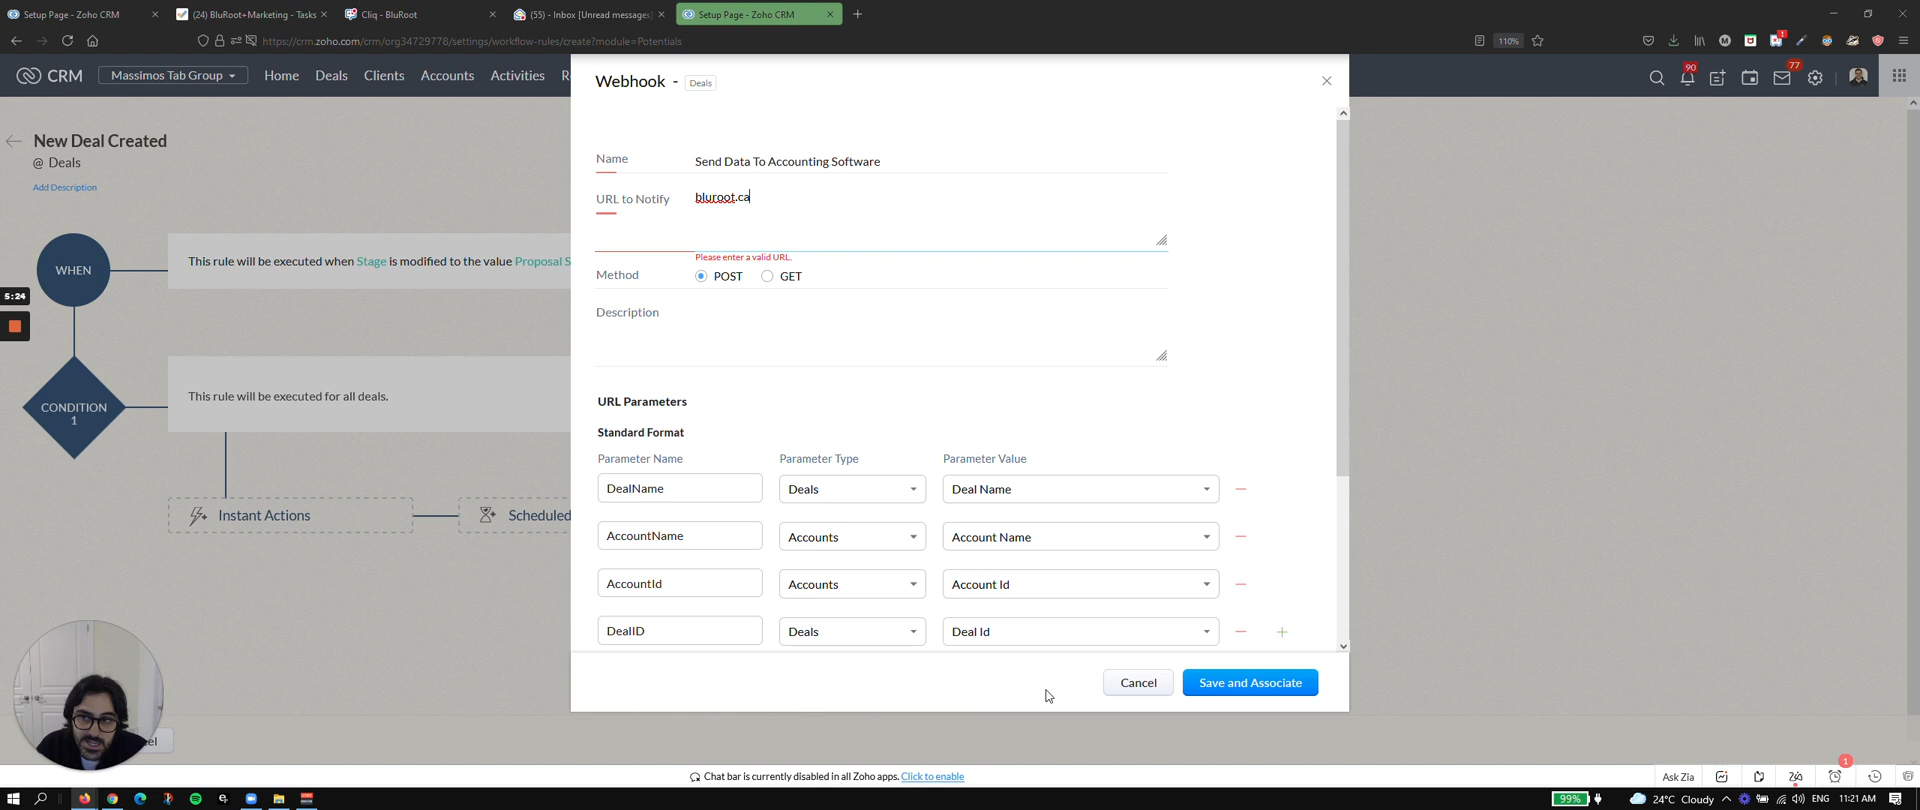 Setup Page - Zoho CRM
(24) BluRoot+Marketing - Tasks
Cliq - BluRoot
(55) - Inbox [Unread messages]
Setup Page - Zoho CRM
https://crm.zoho.com/crm/org34729778/settings/workflow-rules/create?module=Potentials
110%
1
CRM
Massimos Tab Group
Home
Deals
Clients
Accounts
Activities
R
90
77
Webhook - Deals
New Deal Created
@ Deals
Add Description
Name
Send Data To Accounting Software
URL to Notify
bluroot.ca
Please enter a valid URL.
WHEN
This rule will be executed when Stage is modified to the value Proposal S
Method
POST
GET
5:24
Description
CONDITION
1
This rule will be executed for all deals.
URL Parameters
Standard Format
Parameter Name
Parameter Type
Parameter Value
DealName
Deals
Deal Name
Instant Actions
Scheduled
AccountName
Accounts
Account Name
AccountId
Accounts
Account Id
DealID
Deals
Deal Id
Cancel
Save and Associate
el
Chat bar is currently disabled in all Zoho apps. Click to enable
Ask Zia
1
99%
24°C Cloudy
ENG
11:21 AM